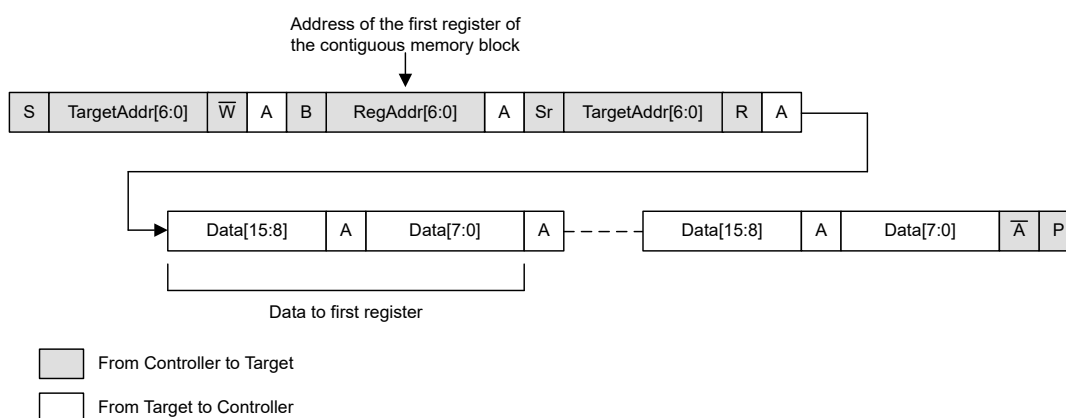 Address of the first register of
the contiguous memory block
S TargetAddr[6:0] W̅ A B RegAddr[6:0] A Sr TargetAddr[6:0] R A
Data[15:8] A Data[7:0] A Data[15:8] A Data[7:0] A̅ P
Data to first register
From Controller to Target
From Target to Controller